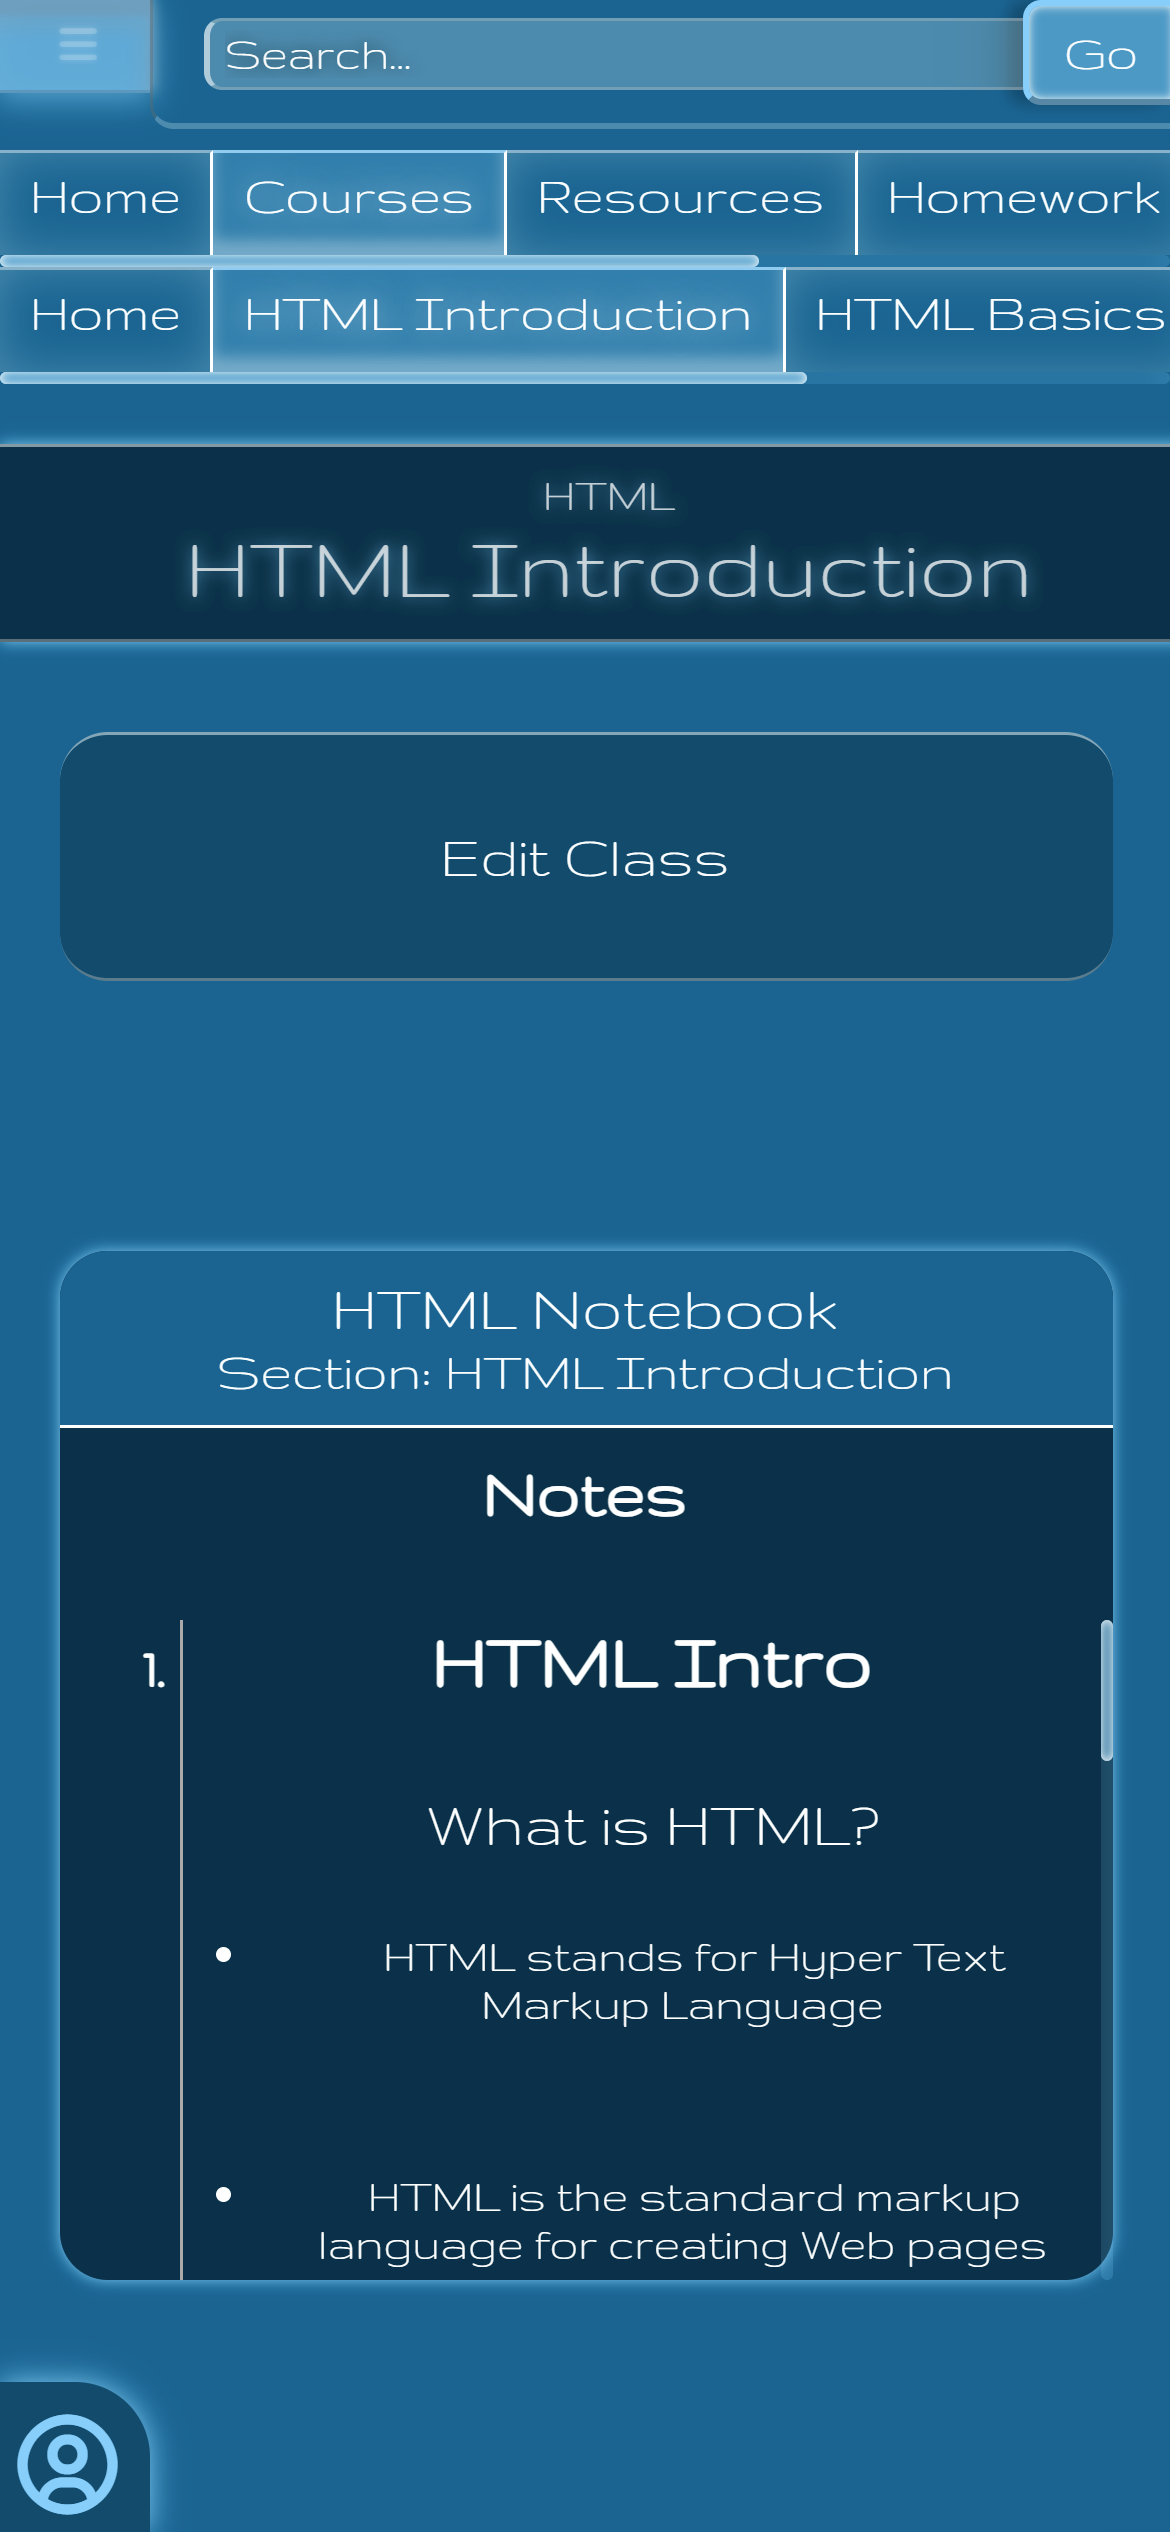 Search...
Go
Home
Courses
Resources
Homework
Home
HTML Introduction
HTML Basics
HTML
HTML Introduction
Edit Class
HTML Notebook
Section: HTML Introduction
Notes
1.
HTML Intro
What is HTML?
• HTML stands for Hyper Text
Markup Language
• HTML is the standard markup
language for creating Web pages